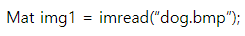 Mat img1 = imread(“dog.bmp”);